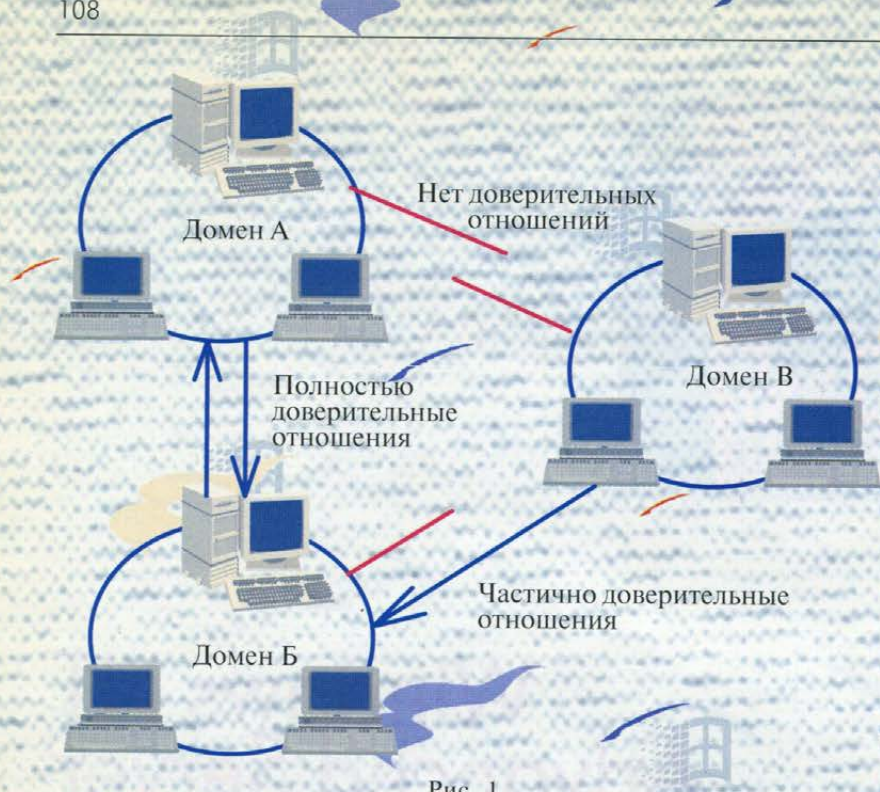 108
Нет доверительных
отношений
Домен А
Домен В
Полностью
доверительные
отношения
Частично доверительные
отношения
Домен Б
Рис. 1